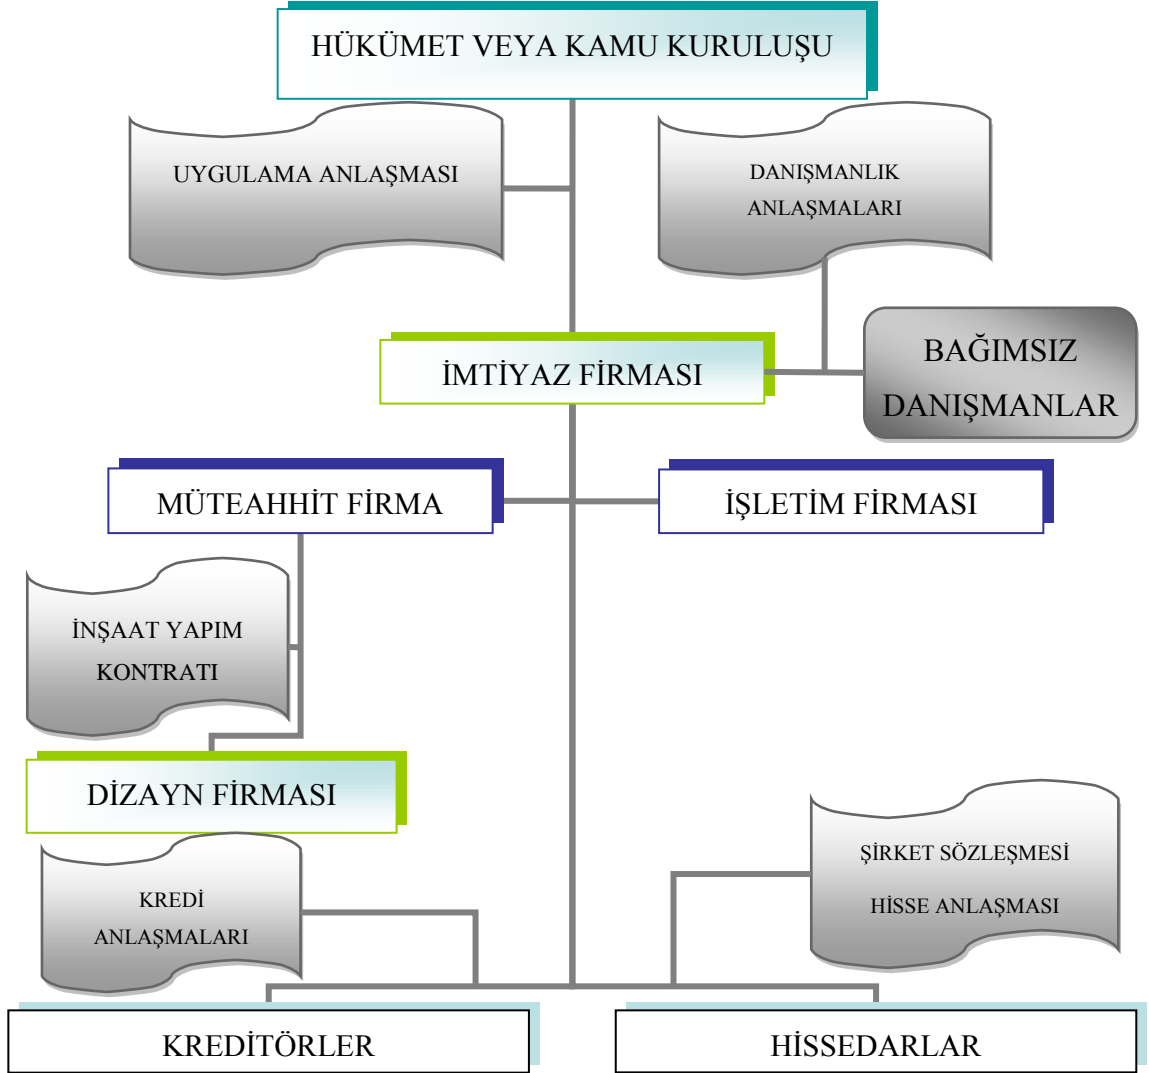 HÜKÜMET VEYA KAMU KURULUŞU
UYGULAMA ANLAŞMASI
DANIŞMANLIK
ANLAŞMALARI
İMTİYAZ FİRMASI
BAĞIMSIZ
DANIŞMANLAR
MÜTEAHHİT FİRMA
İŞLETİM FİRMASI
İNŞAAT YAPIM
KONTRATI
DİZAYN FİRMASI
KREDİ
ANLAŞMALARI
ŞİRKET SÖZLEŞMESİ
HİSSE ANLAŞMASI
KREDİTÖRLER
HİSSEDARLAR